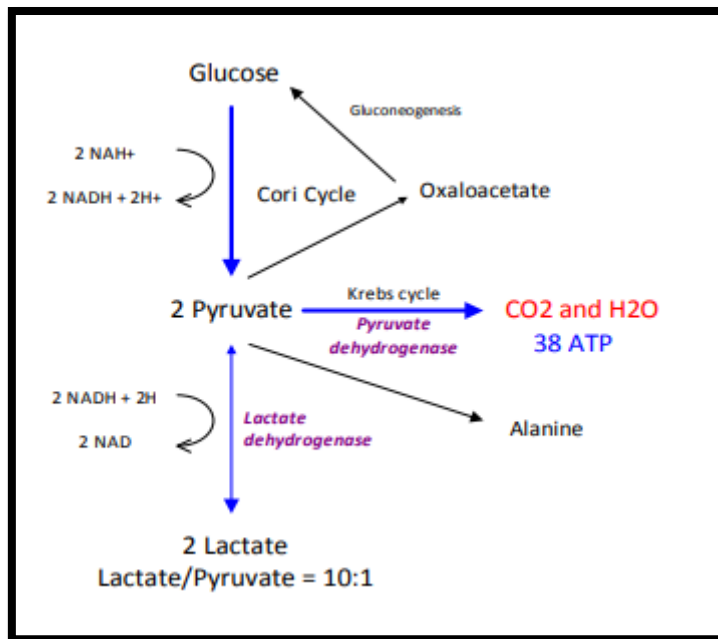 Glucose
Gluconeogenesis
2 NAH+
2 NADH + 2H+
Cori Cycle
Oxaloacetate
2 Pyruvate
Krebs cycle
Pyruvate
dehydrogenase
CO2 and H2O
38 ATP
2 NADH + 2H
2 NAD
Lactate
dehydrogenase
Alanine
2 Lactate
Lactate/Pyruvate = 10:1